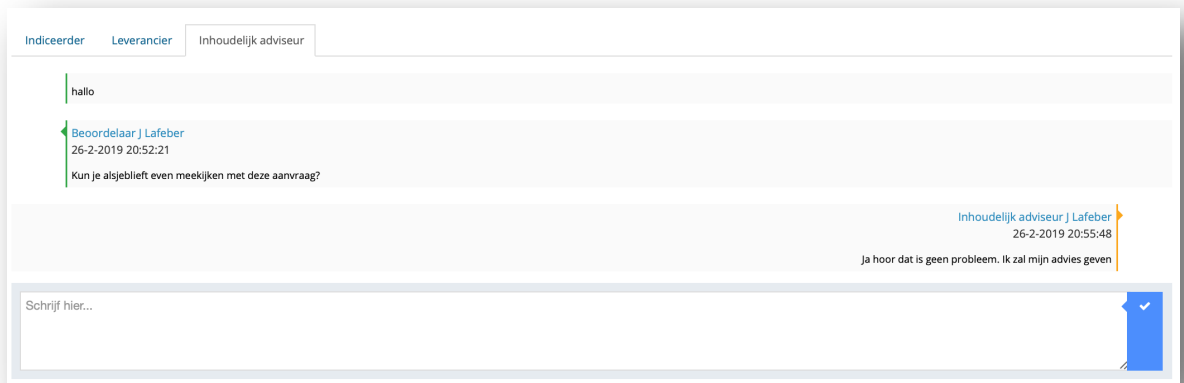 Indiceerder Leverancier Inhoudelijk adviseur
hallo
Beoordelaar J Lafeber
26-2-2019 20:52:21
Kun je alsjeblieft even meekijken met deze aanvraag?
Inhoudelijk adviseur J Lafeber
26-2-2019 20:55:48
Ja hoor dat is geen probleem. Ik zal mijn advies geven
Schrijf hier...